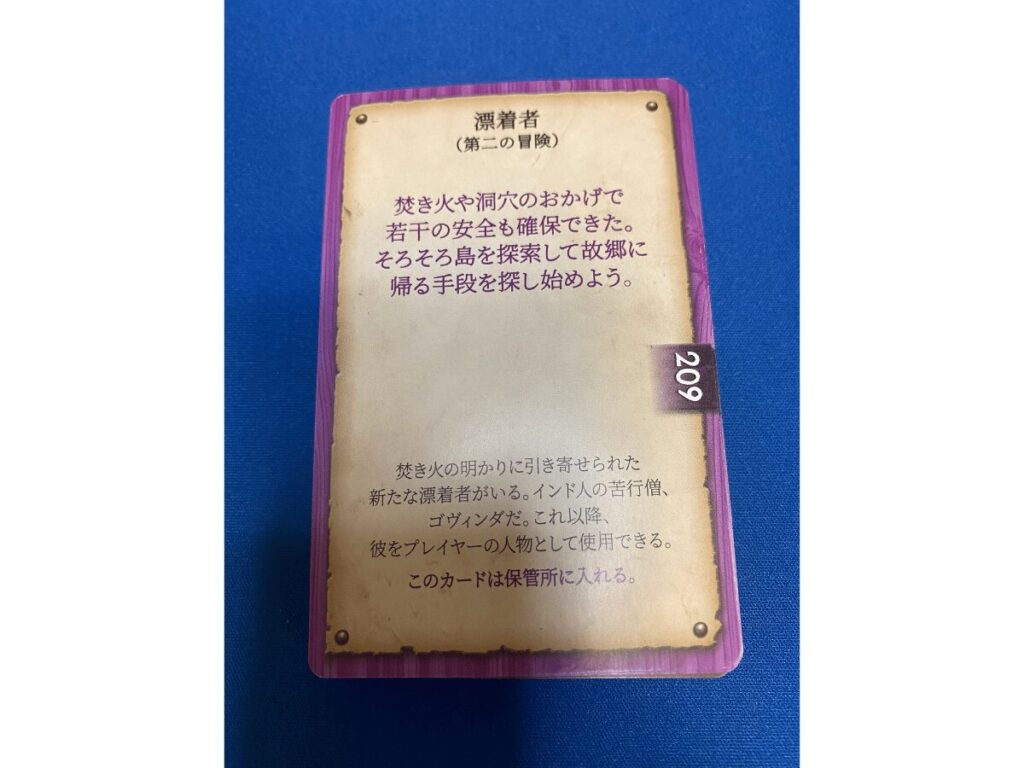 漂着者
（第二の冒険）
焚き火や洞穴のおかげで
若干の安全も確保できた。
そろそろ島を探索して故郷に
帰る手段を探し始めよう。
209
焚き火の明かりに引き寄せられた
新たな漂着者がいる。インド人の苦行僧、
ゴヴィンダだ。これ以降、
彼をプレイヤーの人物として使用できる。
このカードは保管所に入れる。